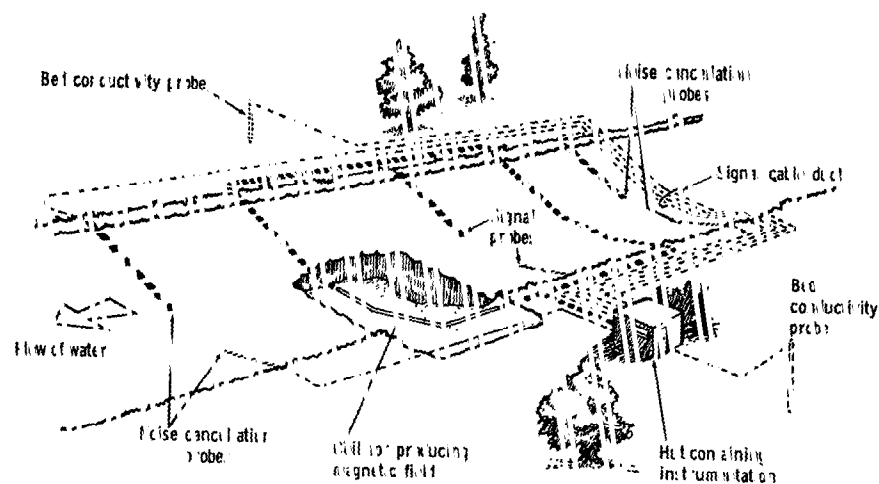 Bed conductivity probe
Noise cancellation
probes
Signal cable duct
Signal
probes
Bed
conductivity
probe
Flow of water
Noise cancellation
probes
Coil for producing
magnetic field
Hut containing
instrumentation